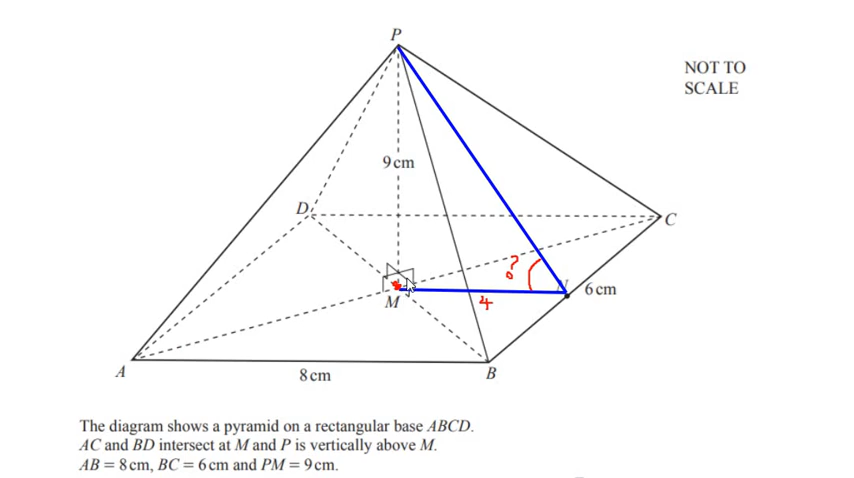 P
NOT TO
SCALE
9 cm
D
C
?
6 cm
M
4
A
8 cm
B
The diagram shows a pyramid on a rectangular base ABCD.
AC and BD intersect at M and P is vertically above M.
AB = 8 cm, BC = 6 cm and PM = 9 cm.